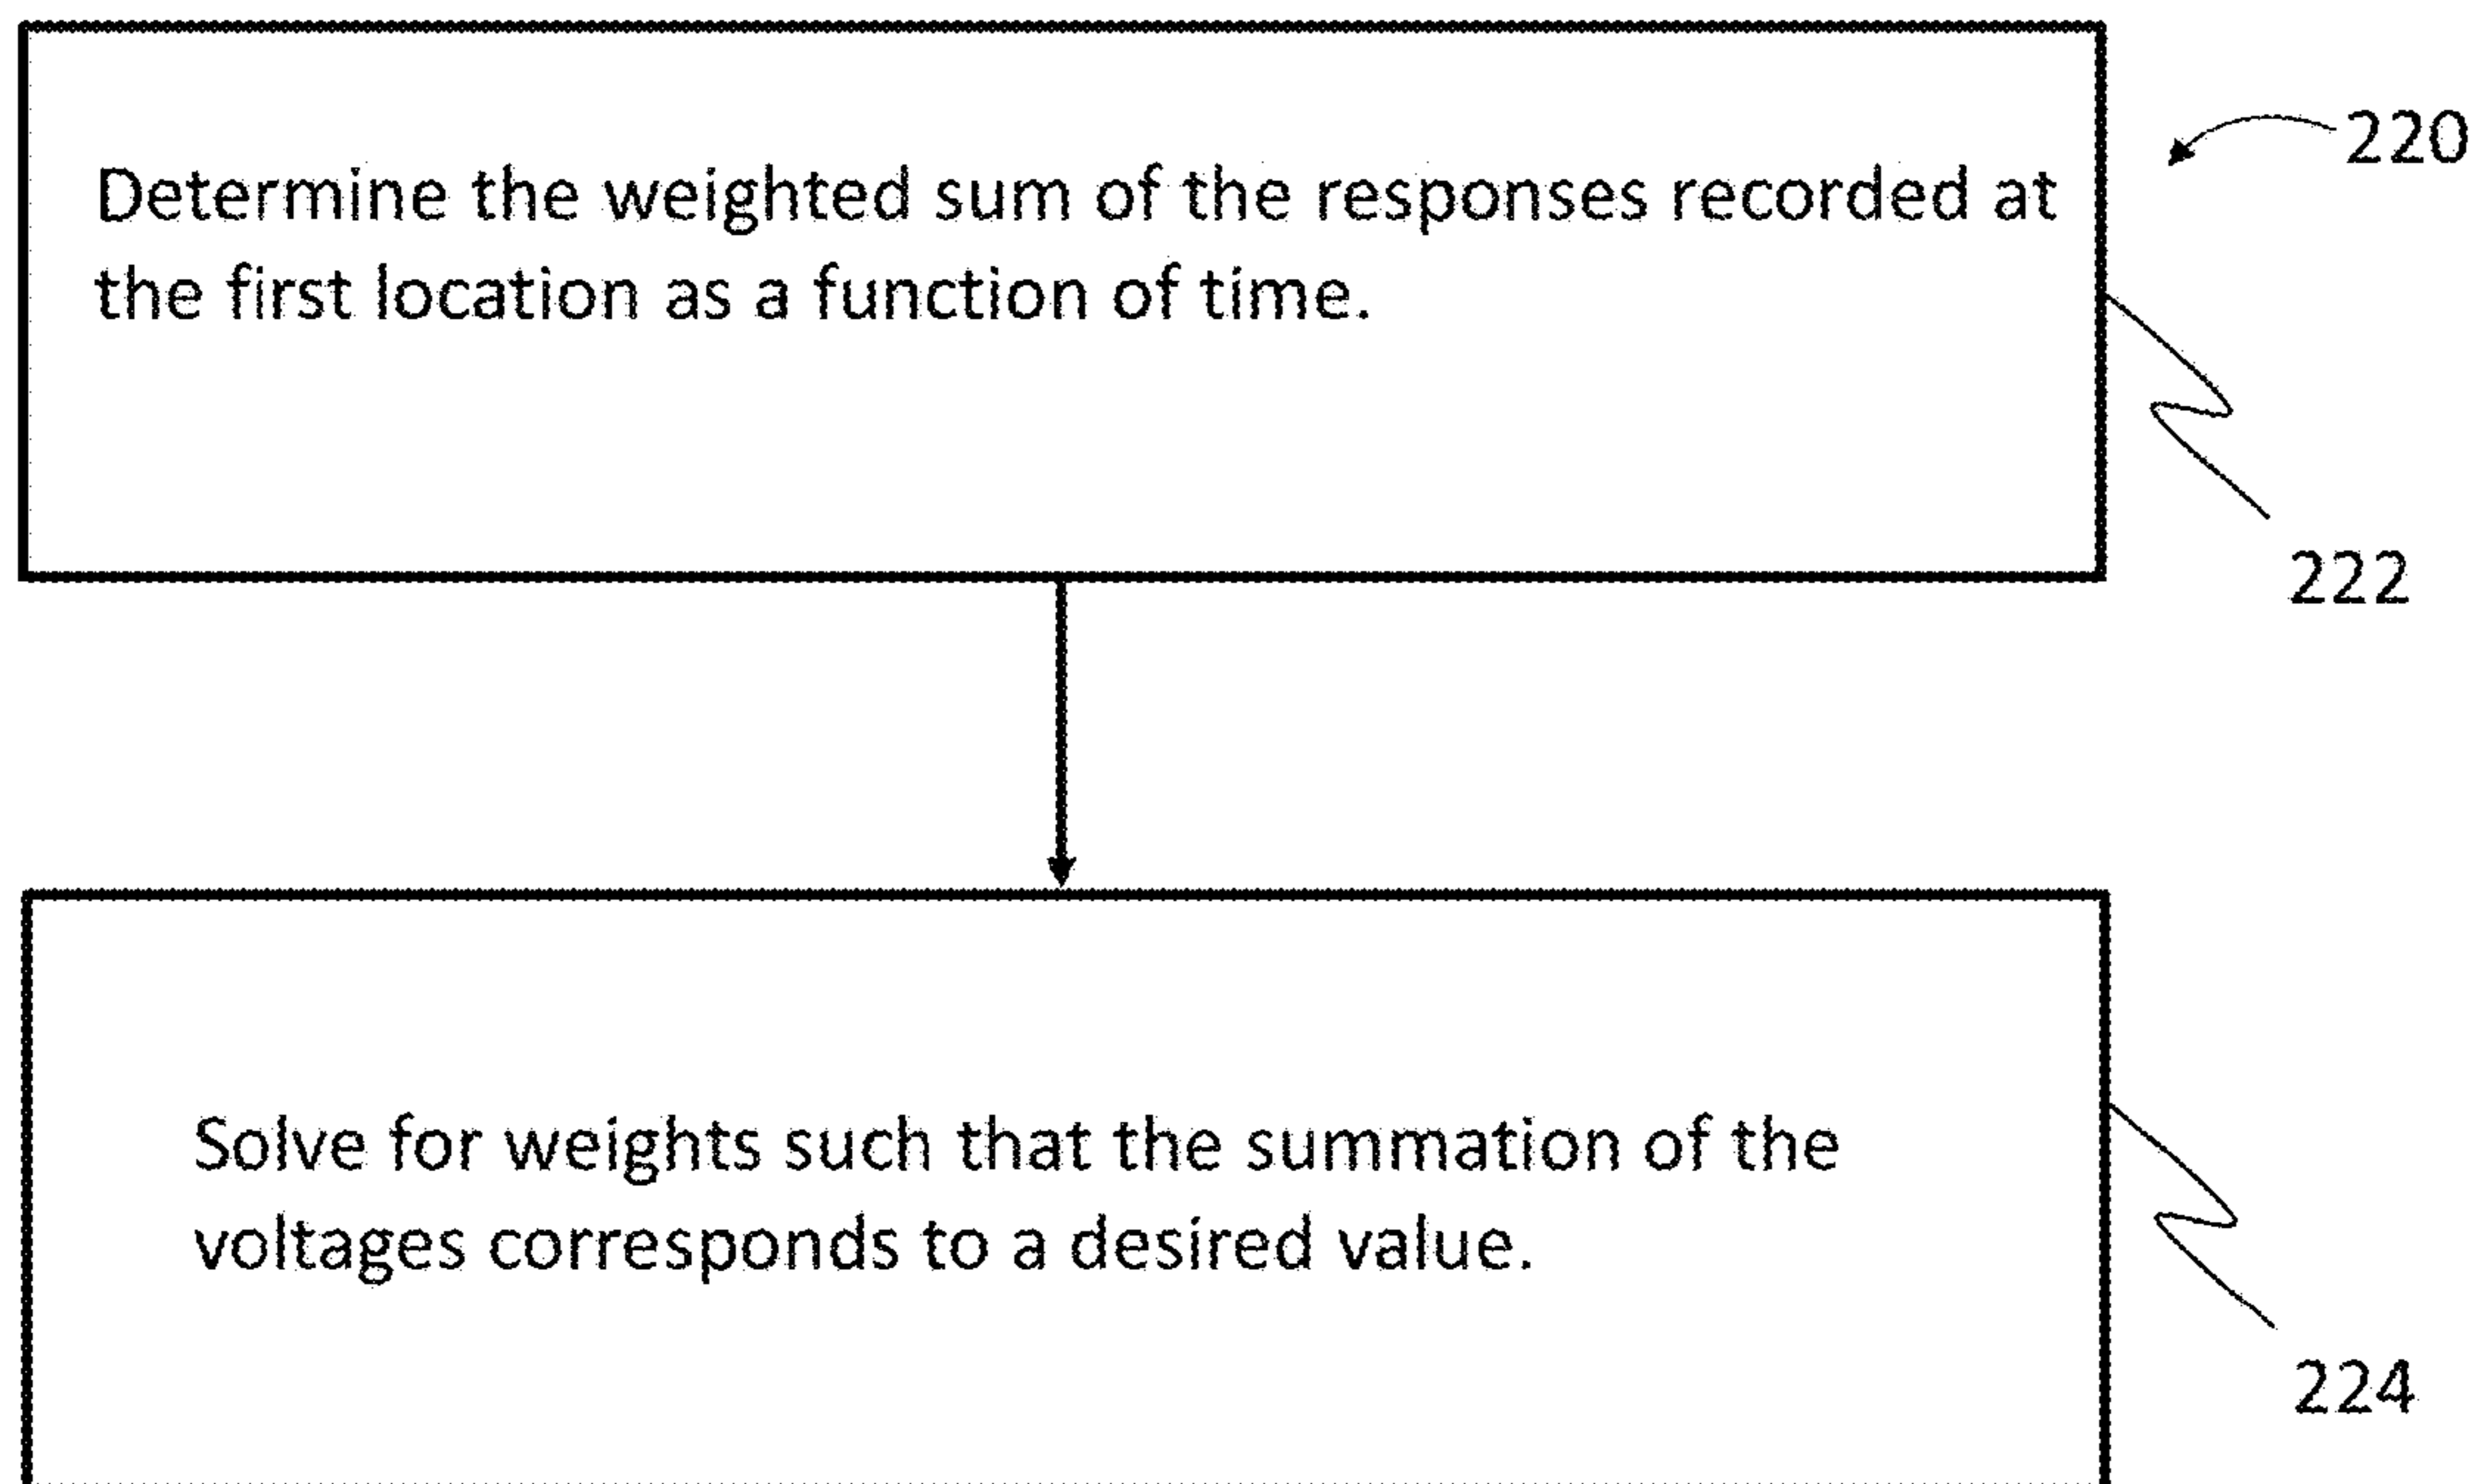 220
Determine the weighted sum of the responses recorded at
the first location as a function of time.
222
Solve for weights such that the summation of the
voltages corresponds to a desired value.
224